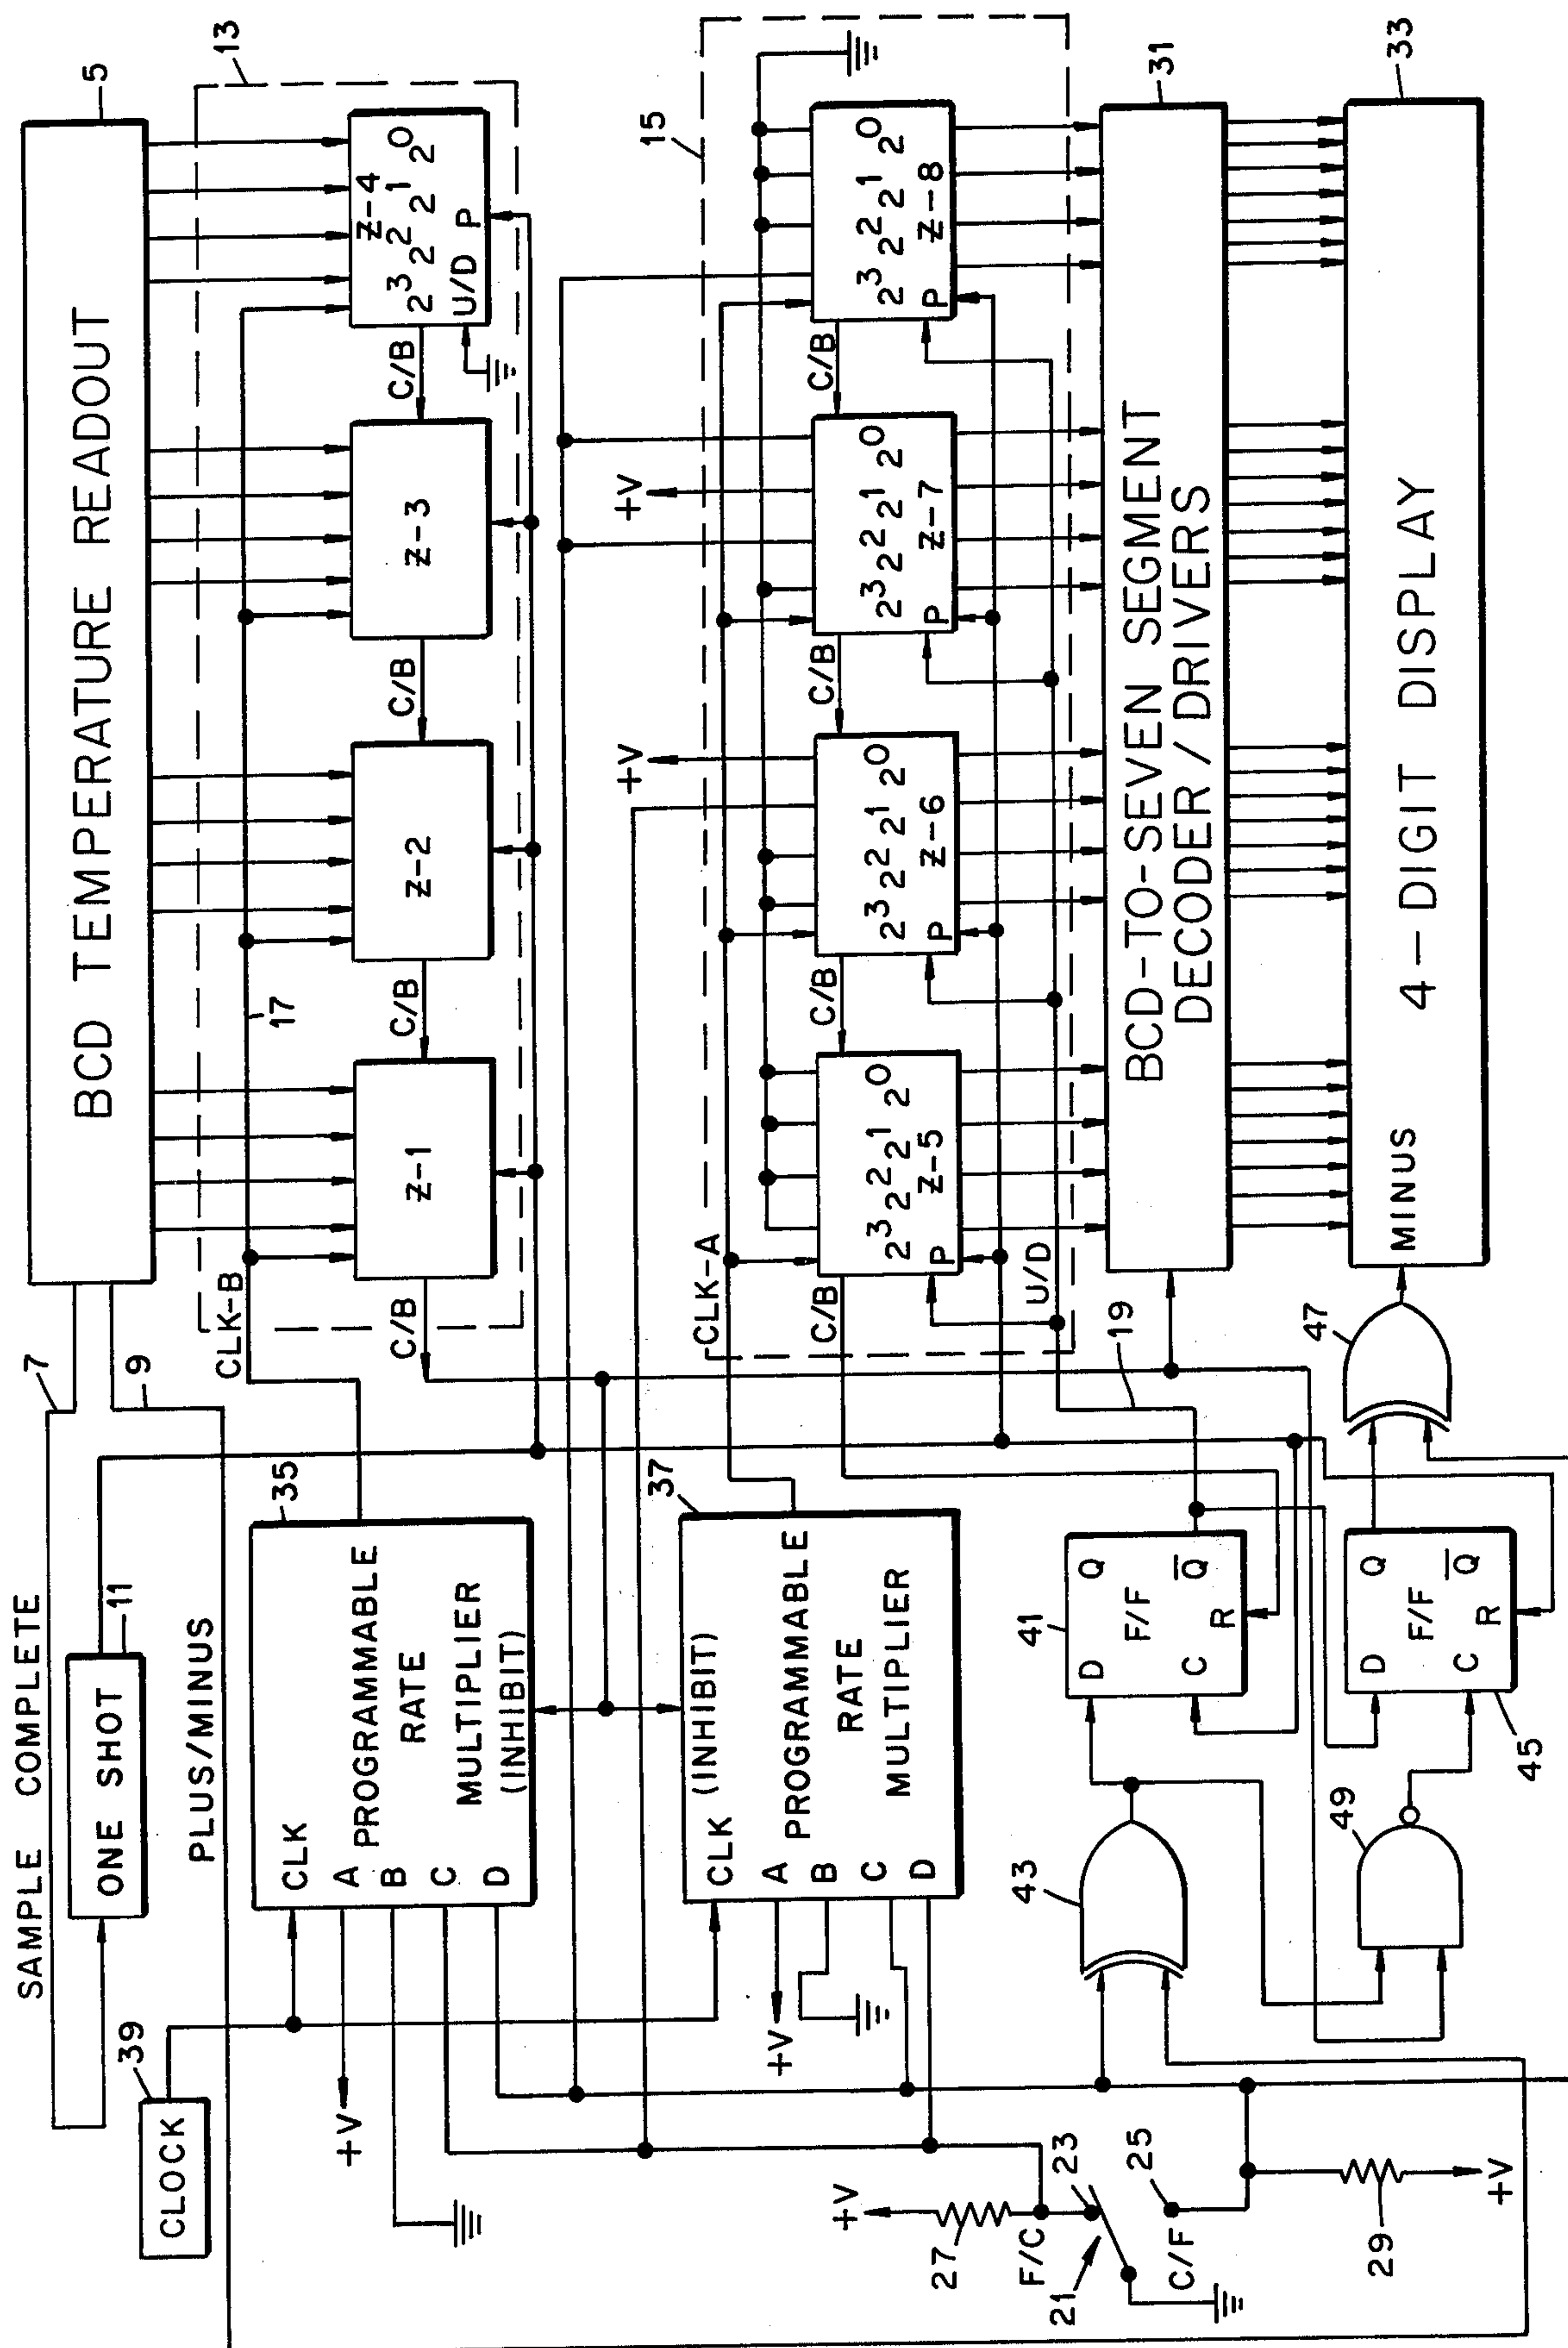 SAMPLE COMPLETE
7
BCD TEMPERATURE READOUT
5
39
CLOCK
ONE SHOT
11
9
PLUS/MINUS
CLK-B
17
13
35
CLK
A
B
C
D
PROGRAMMABLE
RATE
MULTIPLIER
(INHIBIT)
+V
C/B
Z-1
C/B
Z-2
C/B
Z-3
C/B
Z-4
2³ 2² 2¹ 2⁰
U/D P
37
CLK (INHIBIT)
A
B
C
D
PROGRAMMABLE
RATE
MULTIPLIER
+V
CLK-A
+V
+V
15
C/B
2³ 2² 2¹ 2⁰
P Z-5
C/B
2³ 2² 2¹ 2⁰
P Z-6
C/B
2³ 2² 2¹ 2⁰
P Z-7
C/B
2³ 2² 2¹ 2⁰
P Z-8
U/D
19
+V
27
F/C
23
21
C/F
25
29
+V
43
41
D Q
F/F
C Q̅
R
BCD-TO-SEVEN SEGMENT
DECODER/DRIVERS
31
49
45
D Q
F/F
C Q̅
R
47
MINUS
4-DIGIT DISPLAY
33